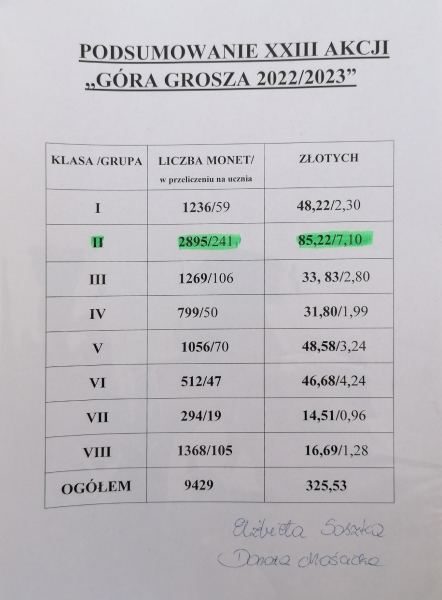 PODSUMOWANIE XXIII AKCJI
„GÓRA GROSZA 2022/2023”
KLASA /GRUPA LICZBA MONET/ ZŁOTYCH
w przeliczeniu na ucznia
I 1236/59 48,22/2,30
II 2895/241 85,22/7,10
III 1269/106 33, 83/2,80
IV 799/50 31,80/1,99
V 1056/70 48,58/3,24
VI 512/47 46,68/4,24
VII 294/19 14,51/0,96
VIII 1368/105 16,69/1,28
OGÓŁEM 9429 325,53
Elżbieta Soszka
Danota